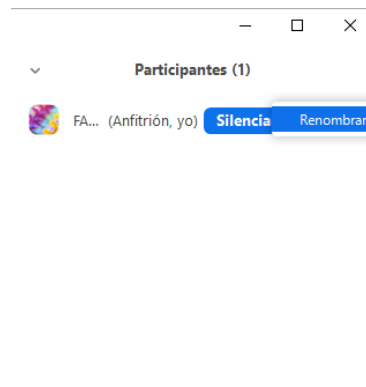 Participantes (1)
FA... (Anfitrión, yo) Silencia Renombrar